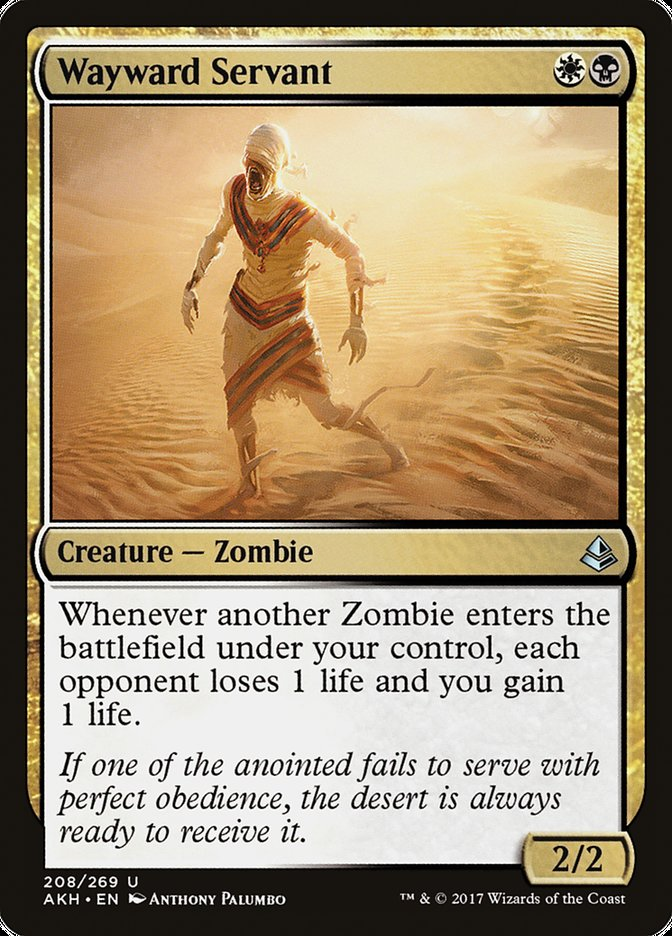 Wayward Servant
Creature — Zombie
Whenever another Zombie enters the
battlefield under your control, each
opponent loses 1 life and you gain
1 life.
If one of the anointed fails to serve with
perfect obedience, the desert is always
ready to receive it.
2/2
208/269 U
AKH • EN Anthony Palumbo
™ & © 2017 Wizards of the Coast